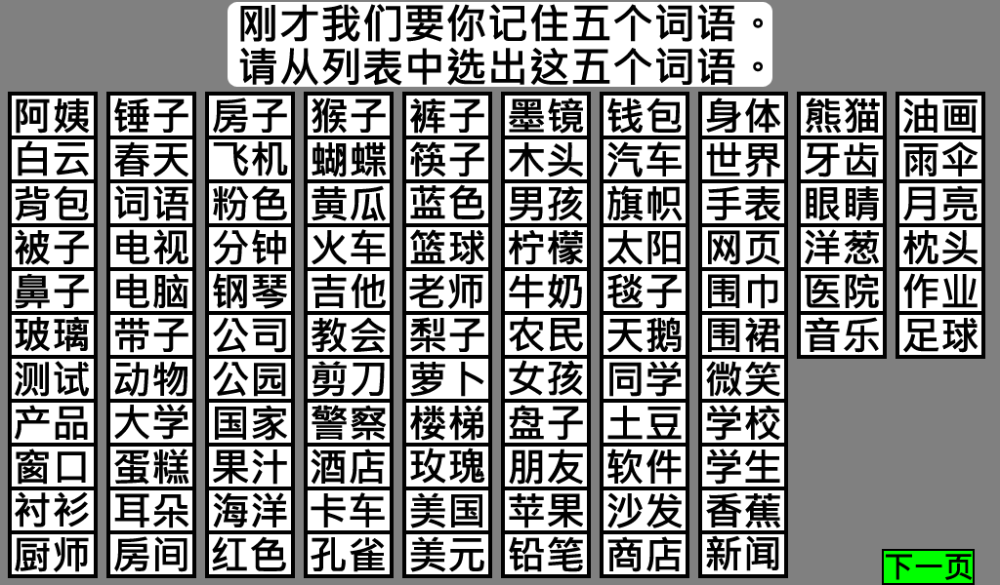 刚才我们要你记住五个词语。
请从列表中选出这五个词语。
阿姨 锤子 房子 猴子 裤子 墨镜 钱包 身体 熊猫 油画
白云 春天 飞机 蝴蝶 筷子 木头 汽车 世界 牙齿 雨伞
背包 词语 粉色 黄瓜 蓝色 男孩 旗帜 手表 眼睛 月亮
被子 电视 分钟 火车 篮球 柠檬 太阳 网页 洋葱 枕头
鼻子 电脑 钢琴 吉他 老师 牛奶 毯子 围巾 医院 作业
玻璃 带子 公司 教会 梨子 农民 天鹅 围裙 音乐 足球
测试 动物 公园 剪刀 萝卜 女孩 同学 微笑
产品 大学 国家 警察 楼梯 盘子 土豆 学校
窗口 蛋糕 果汁 酒店 玫瑰 朋友 软件 学生
衬衫 耳朵 海洋 卡车 美国 苹果 沙发 香蕉
厨师 房间 红色 孔雀 美元 铅笔 商店 新闻
下一页